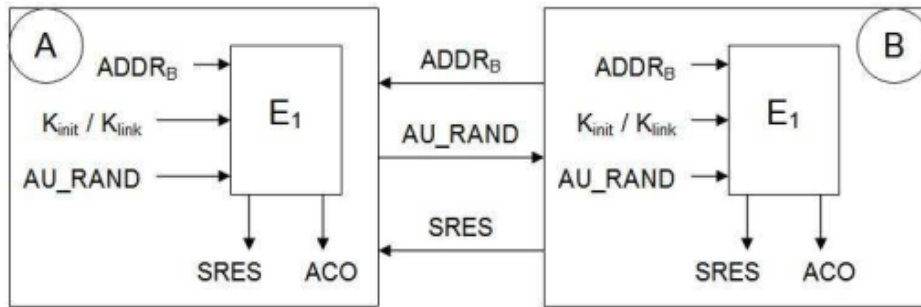 A
B
ADDR_B
K_init / K_link
AU_RAND
E_1
SRES
ACO
ADDR_B
AU_RAND
SRES
ADDR_B
K_init / K_link
AU_RAND
E_1
SRES
ACO